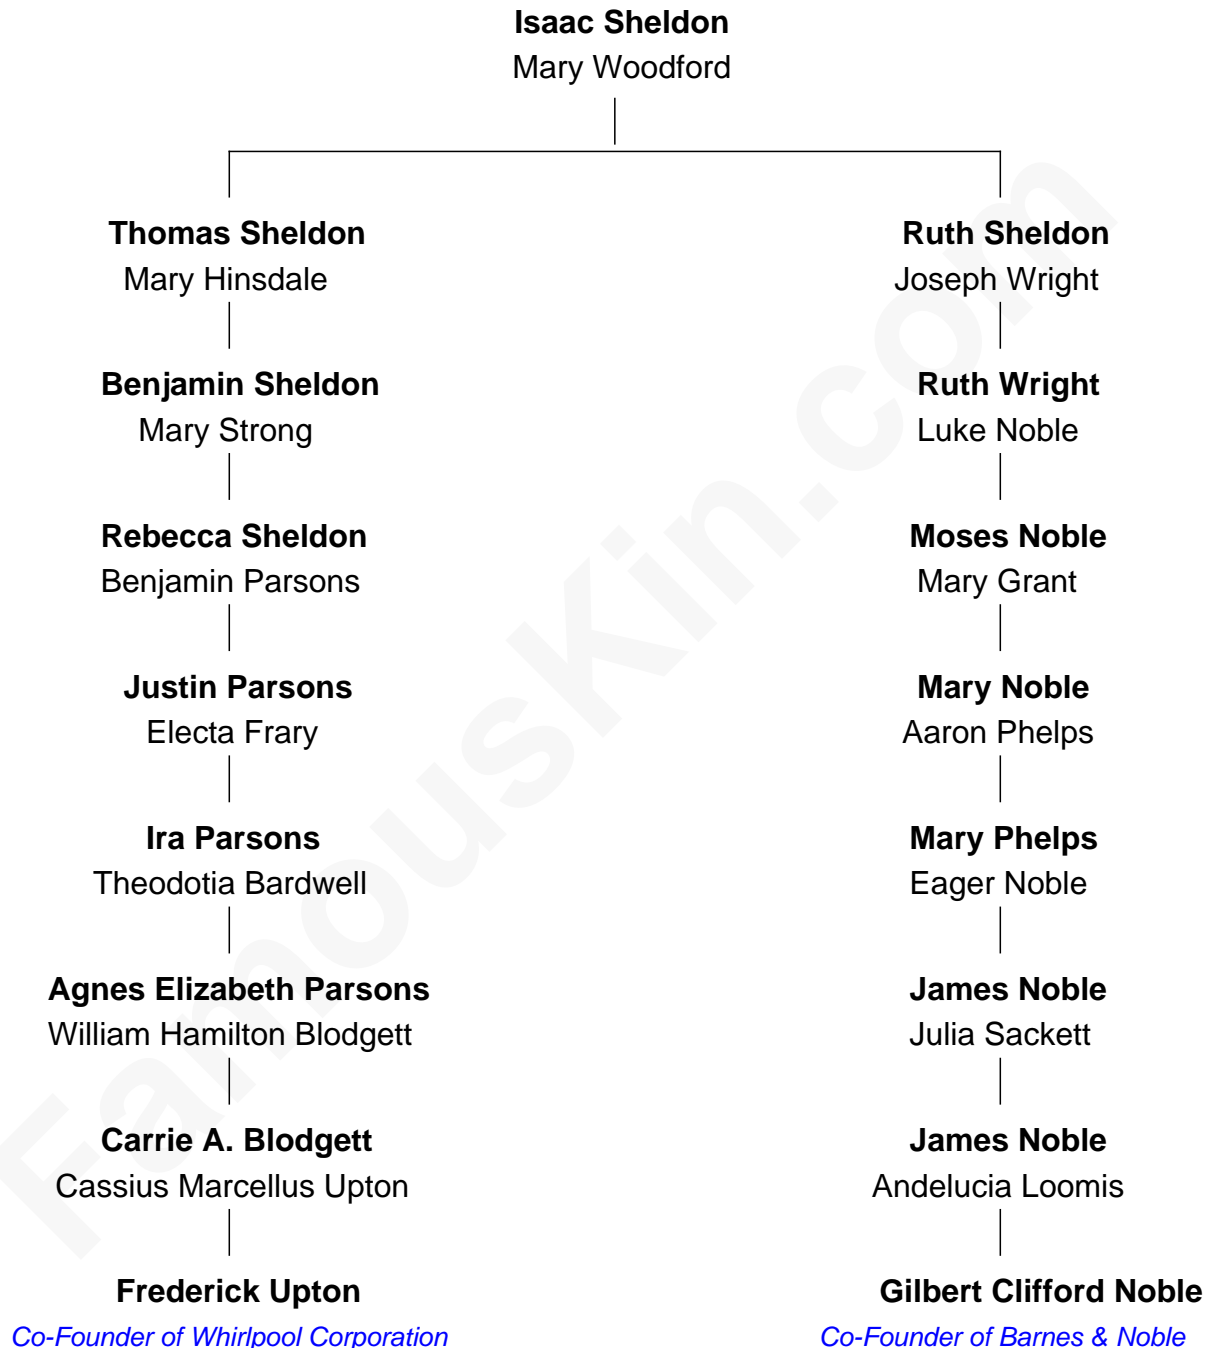 Isaac Sheldon
Mary Woodford
Thomas Sheldon
Mary Hinsdale
Benjamin Sheldon
Mary Strong
Rebecca Sheldon
Benjamin Parsons
Justin Parsons
Electa Frary
Ira Parsons
Theodotia Bardwell
Agnes Elizabeth Parsons
William Hamilton Blodgett
Carrie A. Blodgett
Cassius Marcellus Upton
Frederick Upton
Co-Founder of Whirlpool Corporation
Ruth Sheldon
Joseph Wright
Ruth Wright
Luke Noble
Moses Noble
Mary Grant
Mary Noble
Aaron Phelps
Mary Phelps
Eager Noble
James Noble
Julia Sackett
James Noble
Andelucia Loomis
Gilbert Clifford Noble
Co-Founder of Barnes & Noble
FamousKin.com